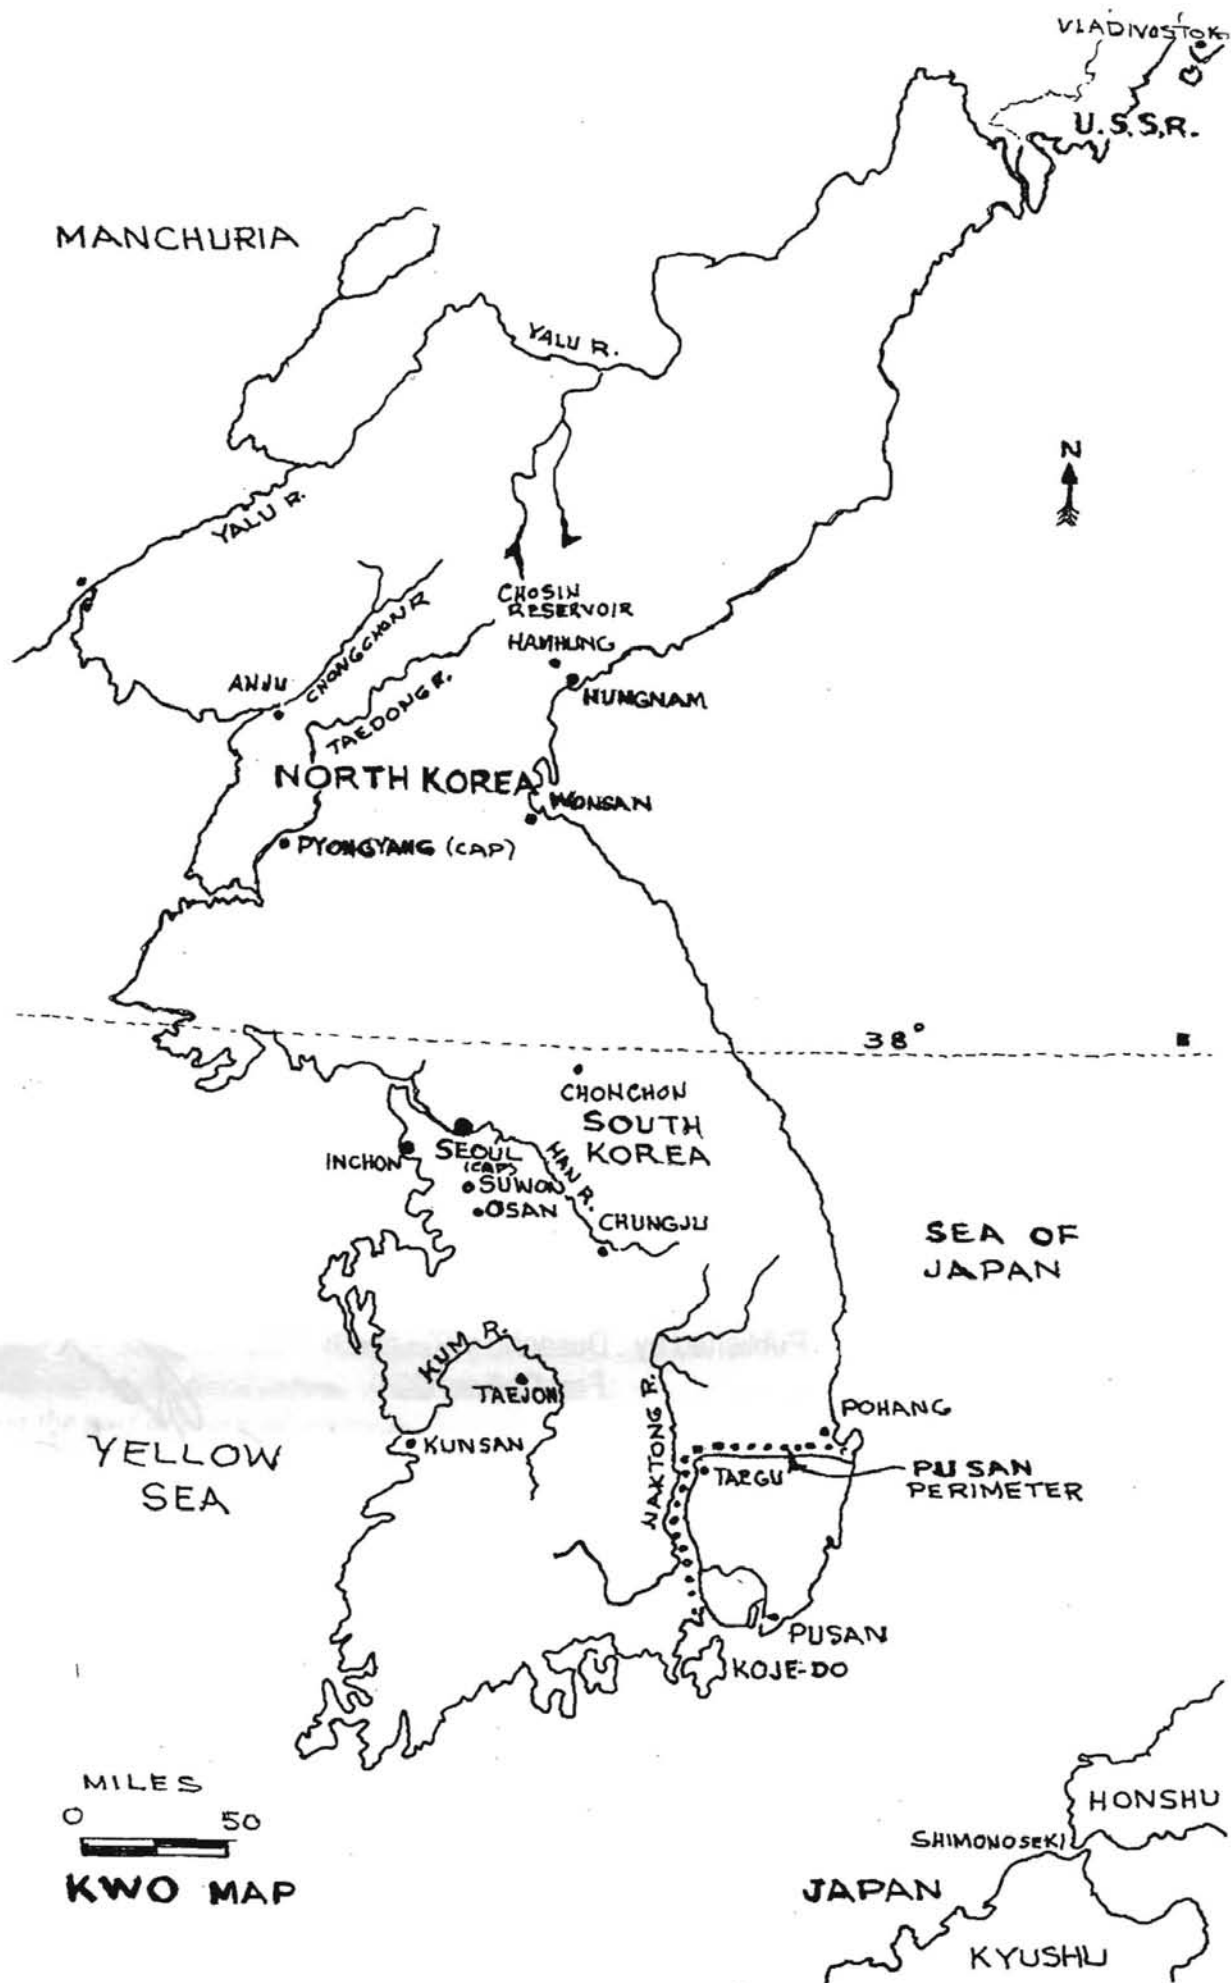 VLADIVOSTOK
U.S.S.R.
MANCHURIA
YALU R.
N
YALU R.
CHOSIN
RESERVOIR
HAMHUNG
CHONGCHON R
ANJU
HUNGNAM
TAEDONG R.
NORTH KOREA
WONSAN
PYONGYANG (CAP)
38°
CHONCHON
SOUTH
KOREA
SEOUL
(CAP)
INCHON
HAN R.
SUWON
OSAN
CHUNGJU
SEA OF
JAPAN
KUM R.
TAEJON
NAKTONG R.
POHANG
KUNSAN
YELLOW
SEA
TAEGU
PUSAN
PERIMETER
PUSAN
KOJE-DO
MILES
0 50
KWO MAP
HONSHU
SHIMONOSEKI
JAPAN
KYUSHU